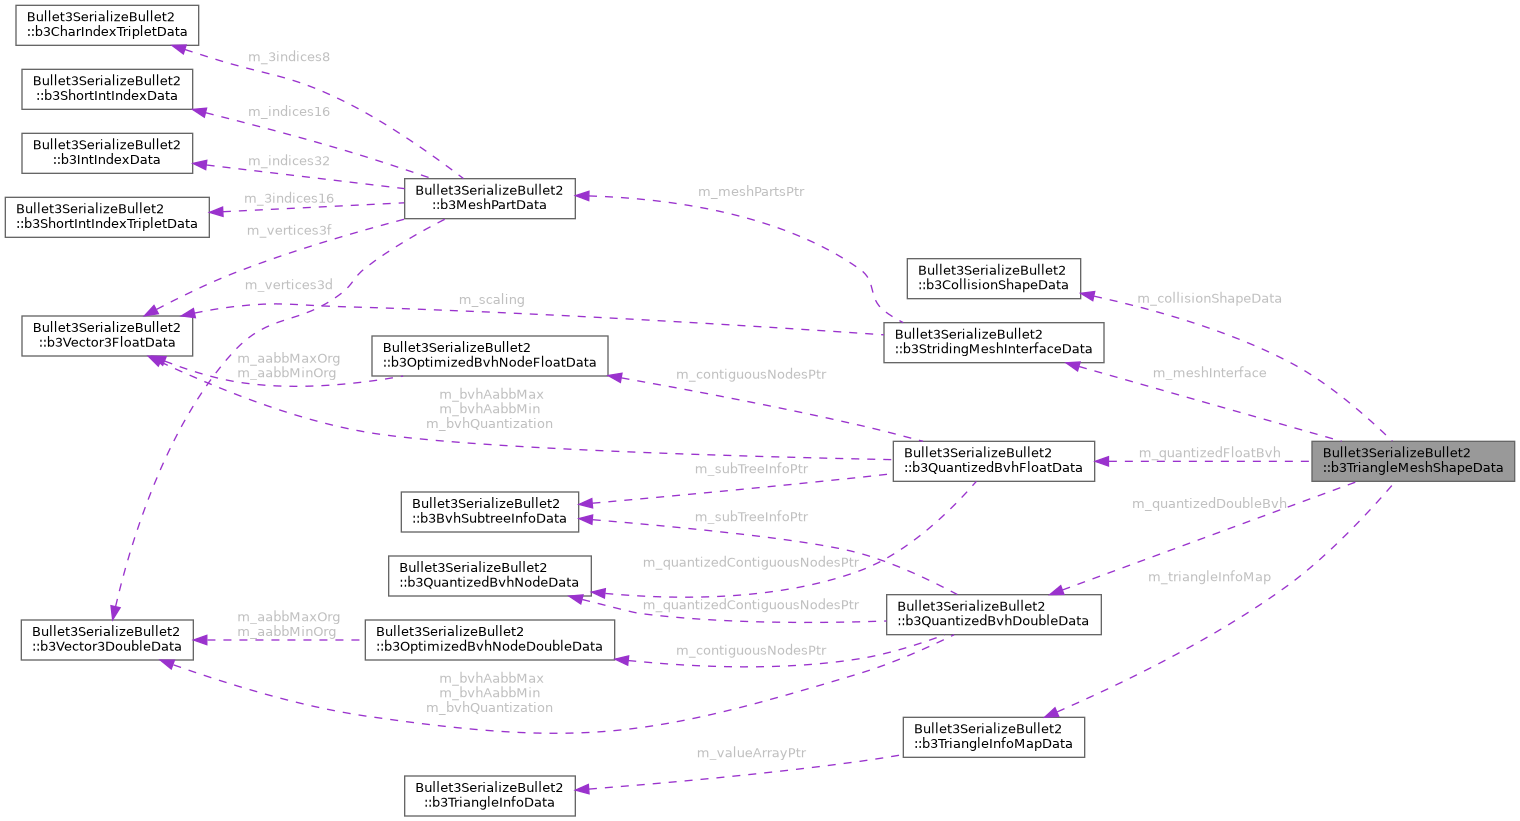 Bullet3SerializeBullet2
::b3CharIndexTripletData
m_3indices8
Bullet3SerializeBullet2
::b3ShortIntIndexData
m_indices16
Bullet3SerializeBullet2
::b3IntIndexData
m_indices32
Bullet3SerializeBullet2
::b3MeshPartData
m_meshPartsPtr
Bullet3SerializeBullet2
::b3ShortIntIndexTripletData
m_3indices16
m_vertices3f
Bullet3SerializeBullet2
::b3CollisionShapeData
m_collisionShapeData
m_vertices3d
m_scaling
Bullet3SerializeBullet2
::b3Vector3FloatData
Bullet3SerializeBullet2
::b3StridingMeshInterfaceData
Bullet3SerializeBullet2
::b3OptimizedBvhNodeFloatData
m_aabbMaxOrg
m_aabbMinOrg
m_contiguousNodesPtr
m_meshInterface
m_bvhAabbMax
m_bvhAabbMin
m_bvhQuantization
Bullet3SerializeBullet2
::b3QuantizedBvhFloatData
m_quantizedFloatBvh
Bullet3SerializeBullet2
::b3TriangleMeshShapeData
m_subTreeInfoPtr
Bullet3SerializeBullet2
::b3BvhSubtreeInfoData
m_subTreeInfoPtr
m_quantizedDoubleBvh
Bullet3SerializeBullet2
::b3QuantizedBvhNodeData
m_quantizedContiguousNodesPtr
m_quantizedContiguousNodesPtr
m_triangleInfoMap
Bullet3SerializeBullet2
::b3QuantizedBvhDoubleData
m_aabbMaxOrg
m_aabbMinOrg
Bullet3SerializeBullet2
::b3Vector3DoubleData
Bullet3SerializeBullet2
::b3OptimizedBvhNodeDoubleData
m_contiguousNodesPtr
m_bvhAabbMax
m_bvhAabbMin
m_bvhQuantization
Bullet3SerializeBullet2
::b3TriangleInfoMapData
m_valueArrayPtr
Bullet3SerializeBullet2
::b3TriangleInfoData